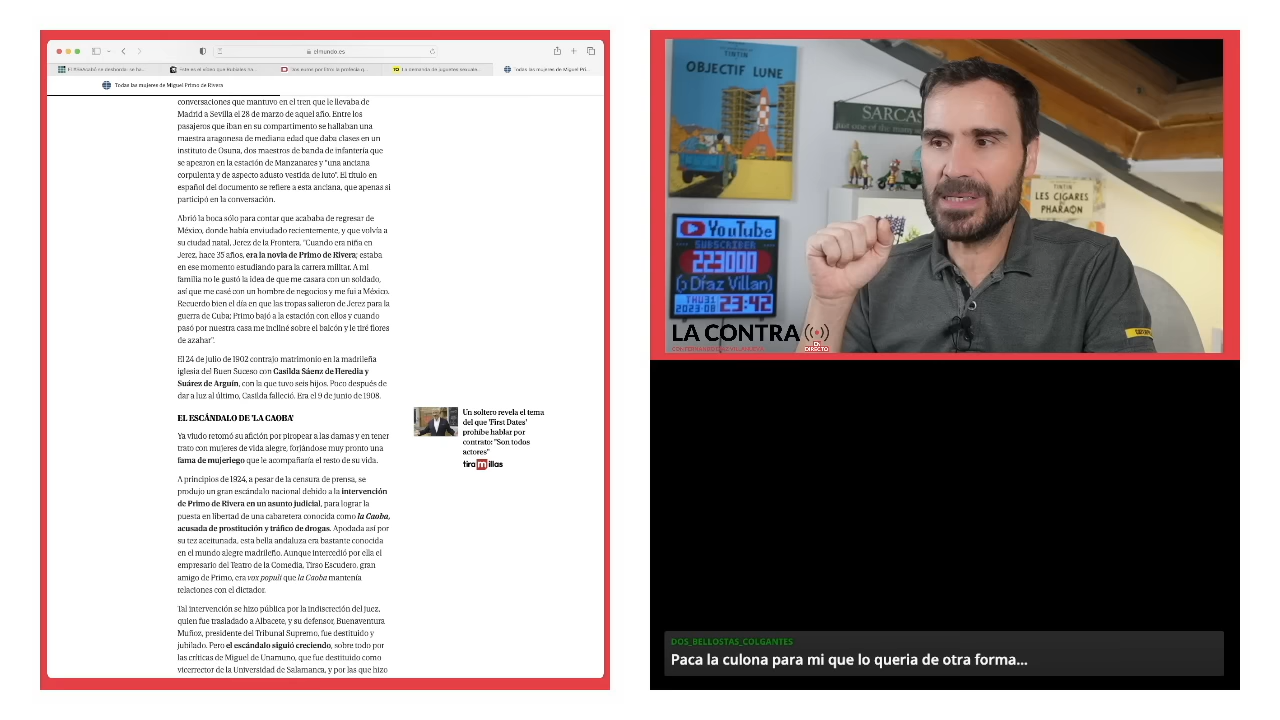 elmundo.es
Todas las mujeres de Miguel Pri...
Todas las mujeres de Miguel Primo de Rivera
conversaciones que mantuvo en el tren que le llevaba de
Madrid a Sevilla el 28 de marzo de aquel año. Entre los
pasajeros que iban en su compartimento se hallaban una
maestra aragonesa de mediana edad que daba clases en un
instituto de Osuna, dos maestros de banda de infantería que
se apearon en la estación de Manzanares y "una anciana
corpulenta y de aspecto adusto vestida de luto". El título en
español del documento se refiere a esta anciana, que apenas si
participó en la conversación.
Abrió la boca sólo para contar que acababa de regresar de
México, donde había enviudado recientemente, y que volvía a
su ciudad natal, Jerez de la Frontera. "Cuando era niña en
Jerez, hace 35 años, era la novia de Primo de Rivera; estaba
en ese momento estudiando para la carrera militar. A mi
familia no le gustó la idea de que me casara con un soldado,
así que me casé con un hombre de negocios y me fui a México.
Recuerdo bien el día en que las tropas salieron de Jerez para la
guerra de Cuba; Primo bajó a la estación con ellos y cuando
pasó por nuestra casa me incliné sobre el balcón y le tiré flores
de azahar".
El 24 de julio de 1902 contrajo matrimonio en la madrileña
iglesia del Buen Suceso con Casilda Sáenz de Heredia y
Suárez de Arguín, con la que tuvo seis hijos. Poco después de
dar a luz al último, Casilda falleció. Era el 9 de junio de 1908.
EL ESCÁNDALO DE 'LA CAOBA'
Ya viudo retomó su afición por piropear a las damas y en tener
trato con mujeres de vida alegre, forjándose muy pronto una
fama de mujeriego que le acompañaría el resto de su vida.
A principios de 1924, a pesar de la censura de prensa, se
produjo un gran escándalo nacional debido a la intervención
de Primo de Rivera en un asunto judicial, para lograr la
puesta en libertad de una cabaretera conocida como la Caoba,
acusada de prostitución y tráfico de drogas. Apodada así por
su tez aceitunada, esta bella andaluza era bastante conocida
en el mundo alegre madrileño. Aunque intercedió por ella el
empresario del Teatro de la Comedia, Tirso Escudero, gran
amigo de Primo, era vox populi que la Caoba mantenía
relaciones con el dictador.
Tal intervención se hizo pública por la indiscreción del juez,
quien fue trasladado a Albacete, y su defensor, Buenaventura
Muñoz, presidente del Tribunal Supremo, fue destituido y
jubilado. Pero el escándalo siguió creciendo, sobre todo por
las críticas de Miguel de Unamuno, que fue destituido como
vicerrector de la Universidad de Salamanca, y por las que hizo
Un soltero revela el tema
del que 'First Dates'
prohíbe hablar por
contrato: "Son todos
actores"
tiramillas
TINTIN
OBJECTIF LUNE
SARCAS
just one of the many
TINTIN
LES CIGARES
PHARAON
YouTube
SUBSCRIBER
223000
Díaz Villan)
THU31
2023-08 23:42
LA CONTRA
EN
DIRECTO
DOS_BELLOSTAS_COLGANTES
Paca la culona para mi que lo queria de otra forma...